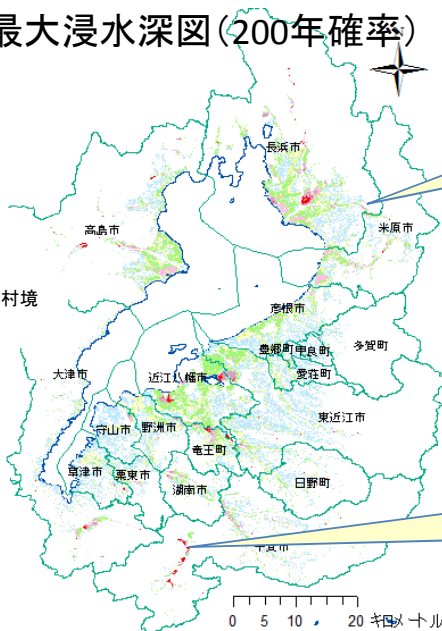 最大浸水深図(200年確率)
長浜市
高島市
米原市
村境
彦根市
豊郷町
甲良町
多賀町
愛荘町
大津市
近江八幡市
東近江市
守山市
野洲市
竜王町
草津市
栗東市
日野町
湖南市
甲賀市
0 5 10 20
キロメートル